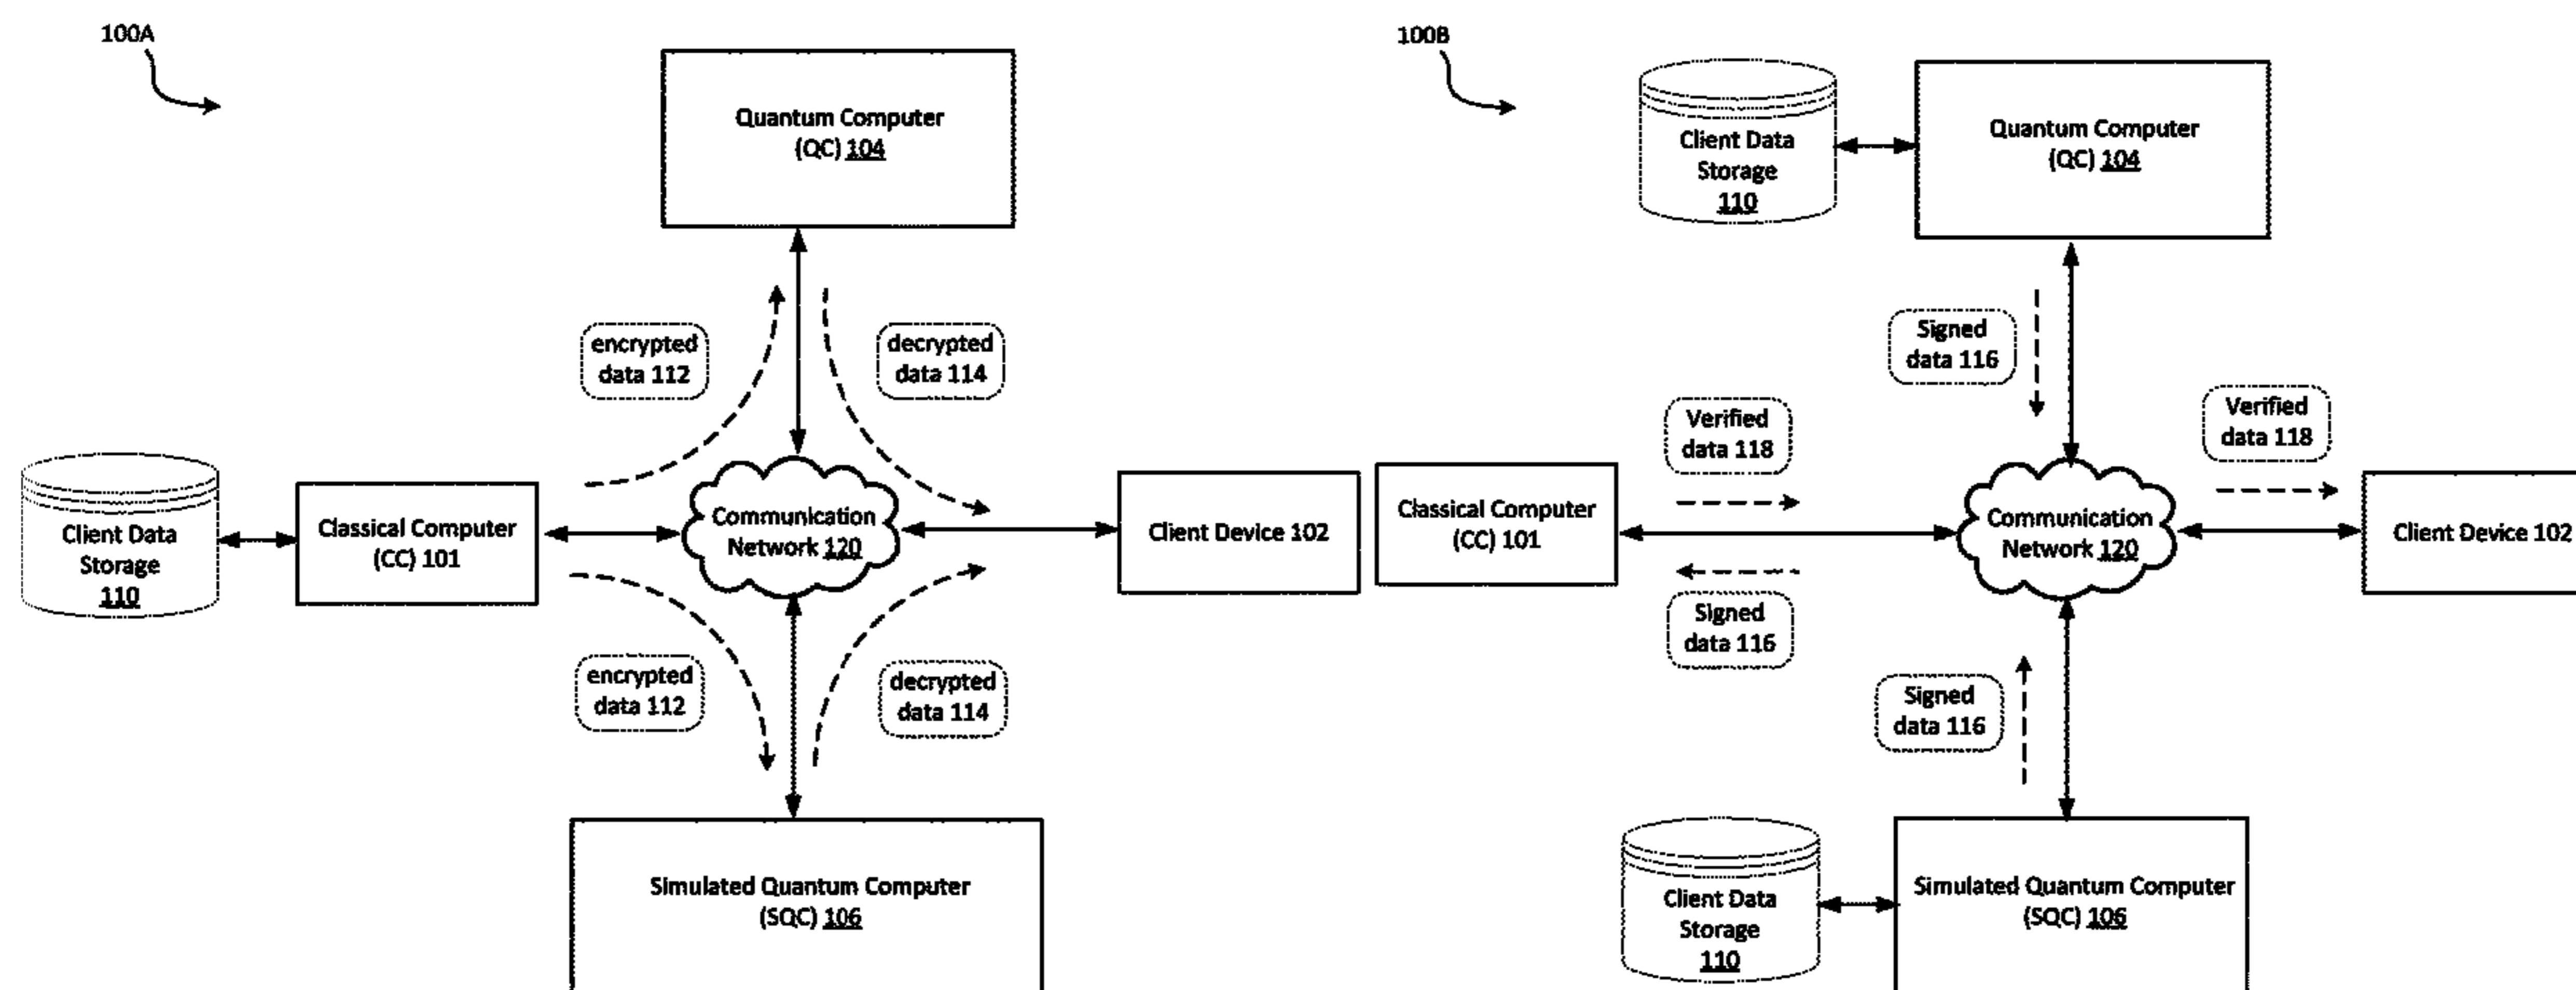 100A
Quantum Computer
(QC) 104
encrypted
data 112
decrypted
data 114
Client Data
Storage
110
Classical Computer
(CC) 101
Communication
Network 120
Client Device 102
encrypted
data 112
decrypted
data 114
Simulated Quantum Computer
(SQC) 106
100B
Client Data
Storage
110
Quantum Computer
(QC) 104
Signed
data 116
Verified
data 118
Verified
data 118
Classical Computer
(CC) 101
Communication
Network 120
Client Device 102
Signed
data 116
Signed
data 116
Client Data
Storage
110
Simulated Quantum Computer
(SQC) 106